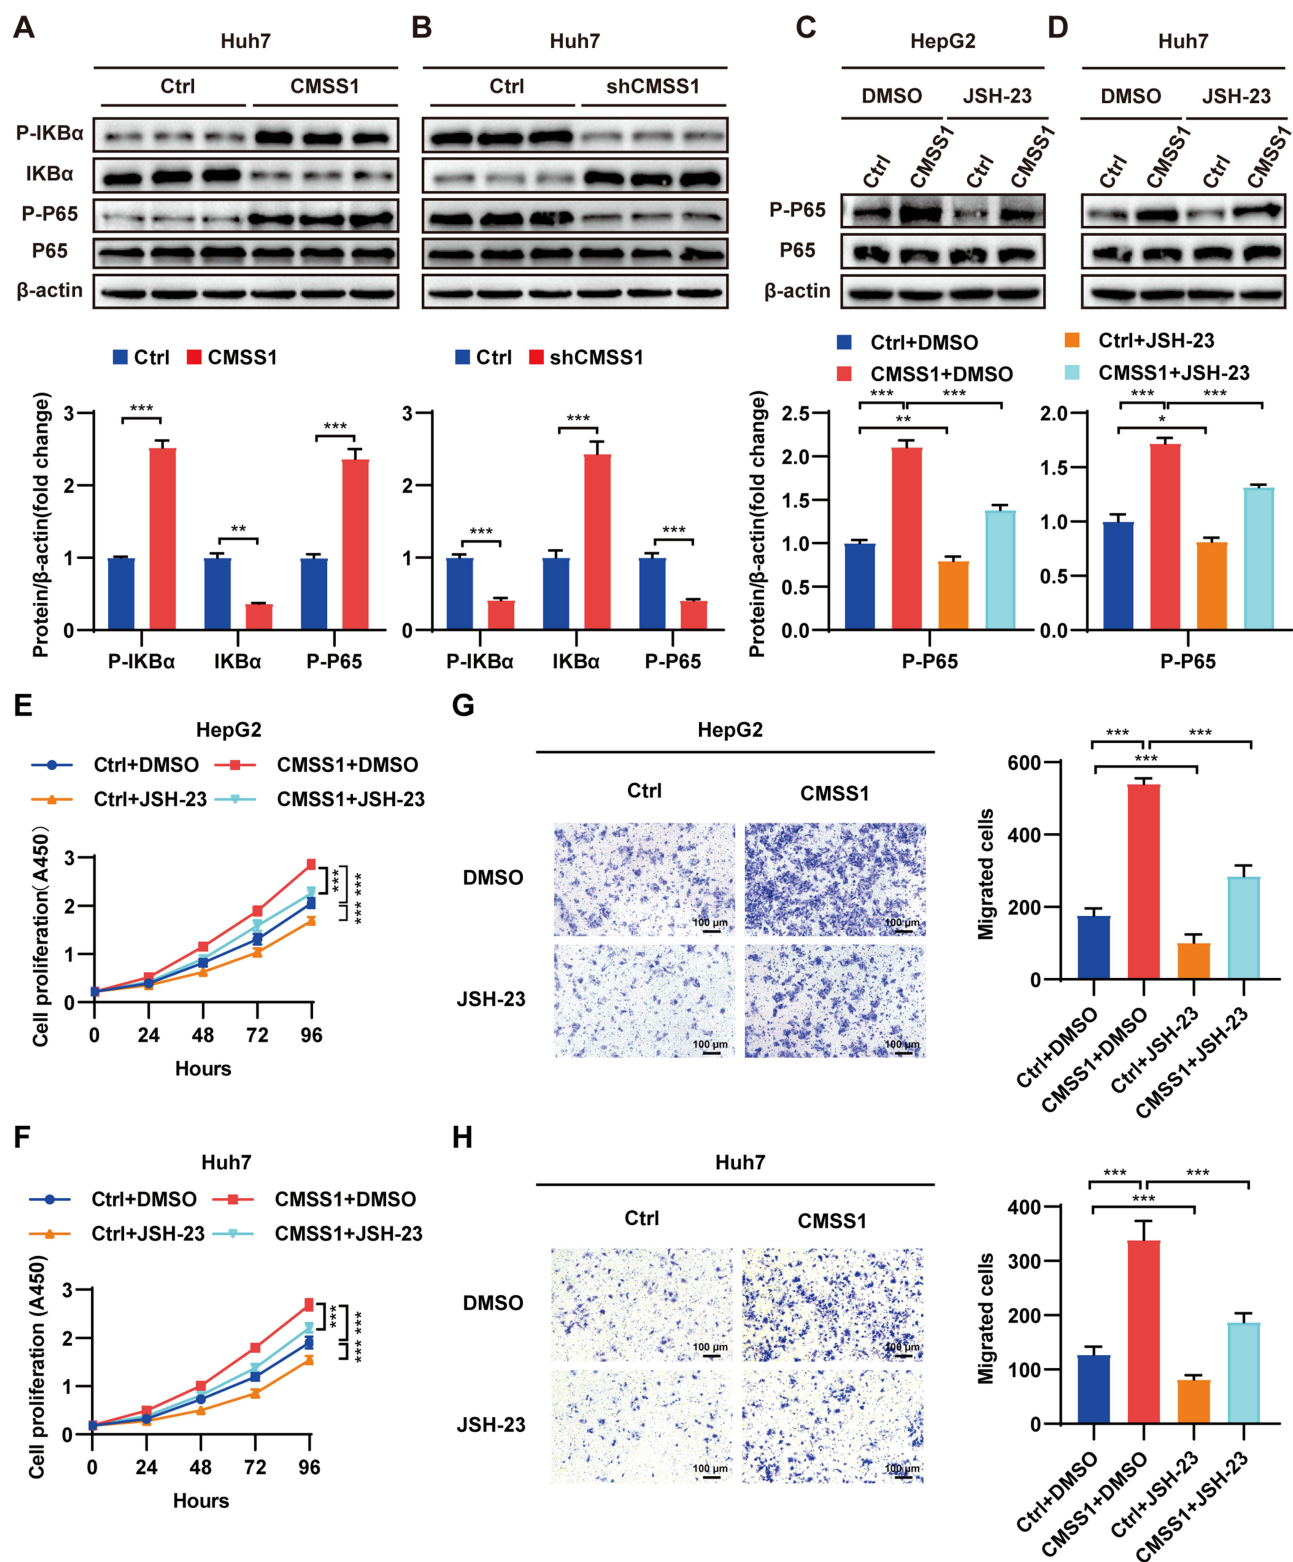 A
B
C
D
Huh7
Huh7
HepG2
Huh7
Ctrl CMSS1
Ctrl shCMSS1
DMSO JSH-23
DMSO JSH-23
Ctrl CMSS1 Ctrl CMSS1
Ctrl CMSS1 Ctrl CMSS1
P-IKBα
IKBα
P-P65
P65
β-actin
P-P65
P65
β-actin
Ctrl CMSS1
Ctrl shCMSS1
Ctrl+DMSO
CMSS1+DMSO
Ctrl+JSH-23
CMSS1+JSH-23
Protein/β-actin(fold change)
3
2
1
0
***
**
***
P-IKBα IKBα P-P65
3
2
1
0
***
***
***
P-IKBα IKBα P-P65
Protein/β-actin(fold change)
2.5
2.0
1.5
1.0
0.5
0.0
*** ***
**
P-P65
2.0
1.5
1.0
0.5
0.0
*** ***
*
P-P65
E
HepG2
Ctrl+DMSO CMSS1+DMSO
Ctrl+JSH-23 CMSS1+JSH-23
Cell proliferation(A450)
3
2
1
0
0 24 48 72 96
Hours
***
***
***
G
HepG2
Ctrl CMSS1
DMSO
100 μm
100 μm
JSH-23
100 μm
100 μm
Migrated cells
600
400
200
0
*** ***
***
Ctrl+DMSO
CMSS1+DMSO
Ctrl+JSH-23
CMSS1+JSH-23
F
Huh7
Ctrl+DMSO CMSS1+DMSO
Ctrl+JSH-23 CMSS1+JSH-23
Cell proliferation (A450)
3
2
1
0
0 24 48 72 96
Hours
***
***
***
H
Huh7
Ctrl CMSS1
DMSO
100 μm
100 μm
JSH-23
100 μm
100 μm
Migrated cells
400
300
200
100
0
*** ***
***
Ctrl+DMSO
CMSS1+DMSO
Ctrl+JSH-23
CMSS1+JSH-23